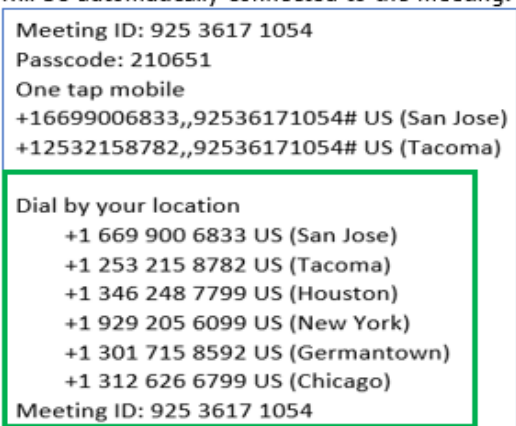 Meeting ID: 925 3617 1054
Passcode: 210651
One tap mobile
+16699006833,,92536171054# US (San Jose)
+12532158782,,92536171054# US (Tacoma)
Dial by your location
+1 669 900 6833 US (San Jose)
+1 253 215 8782 US (Tacoma)
+1 346 248 7799 US (Houston)
+1 929 205 6099 US (New York)
+1 301 715 8592 US (Germantown)
+1 312 626 6799 US (Chicago)
Meeting ID: 925 3617 1054